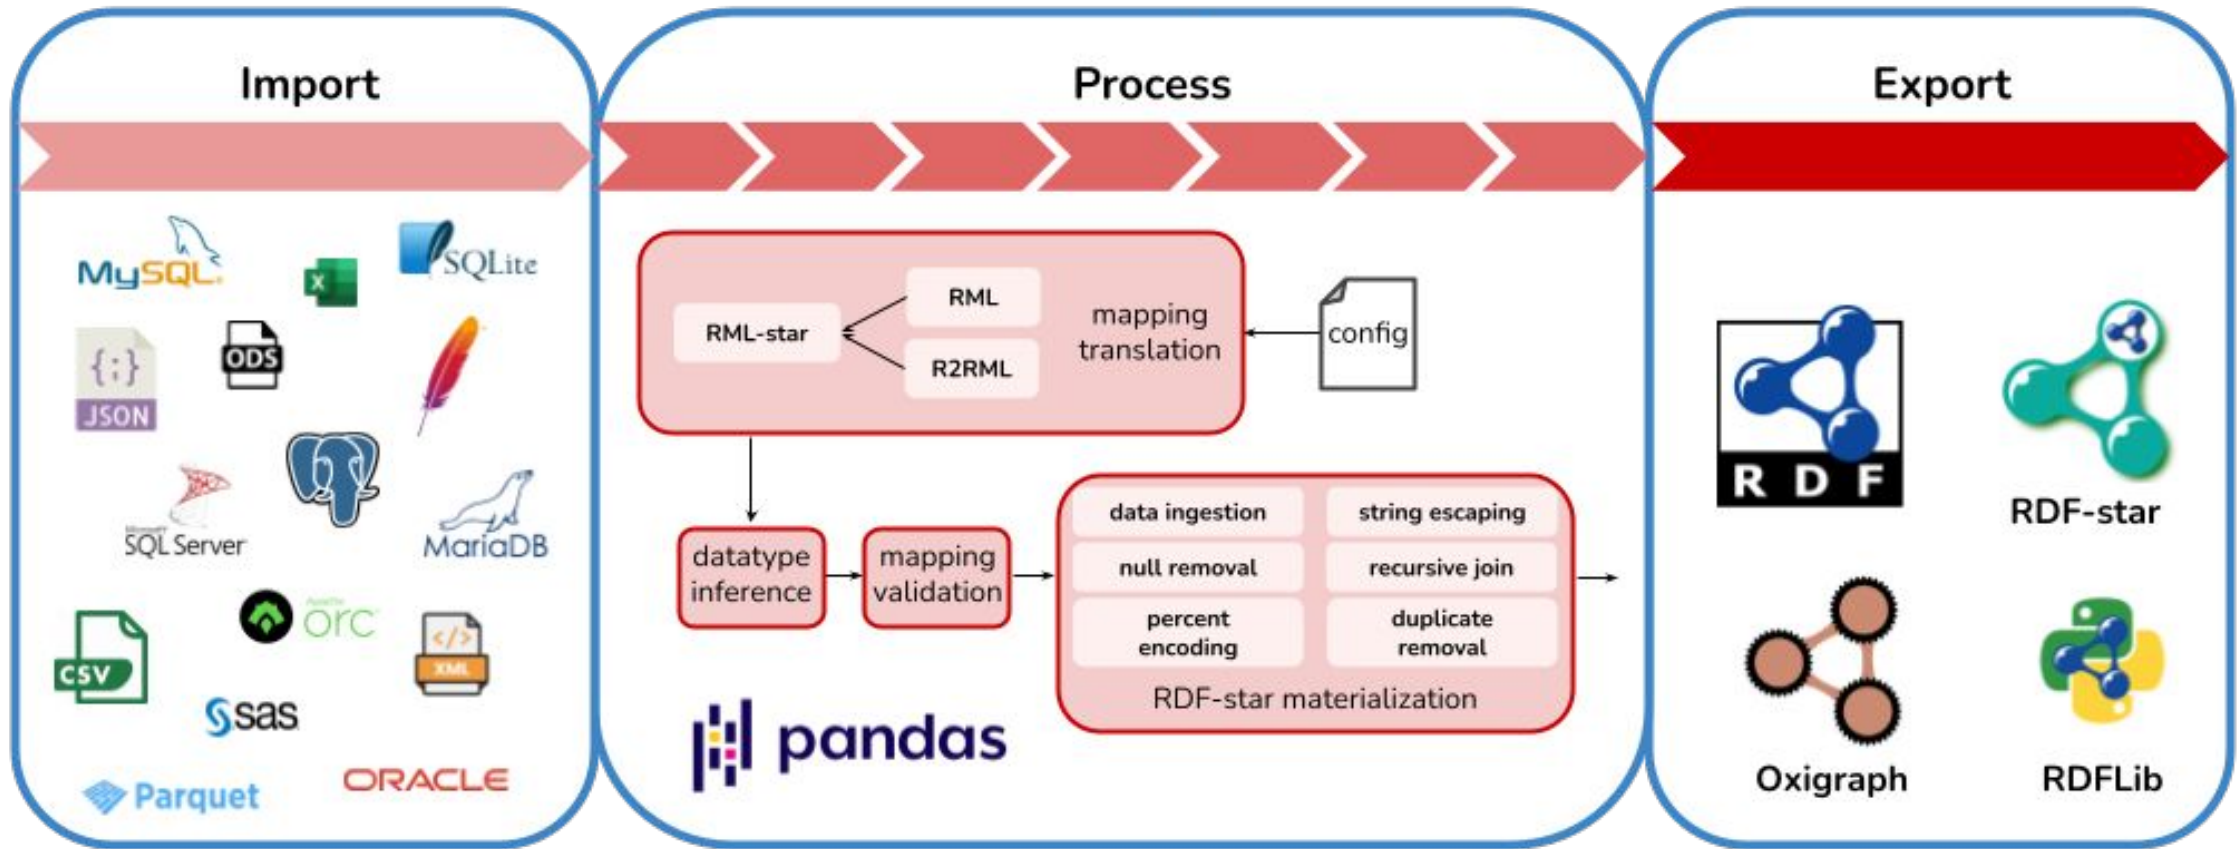 Import
Process
Export
MySQL
X
SQLite
{;}
JSON
ODS
Microsoft
SQL Server
MariaDB
CSV
orc
</>
XML
sas
Parquet
ORACLE
RML-star
RML
R2RML
mapping
translation
config
datatype
inference
mapping
validation
data ingestion
string escaping
null removal
recursive join
percent
encoding
duplicate
removal
RDF-star materialization
pandas
RDF
RDF-star
Oxigraph
RDFLib